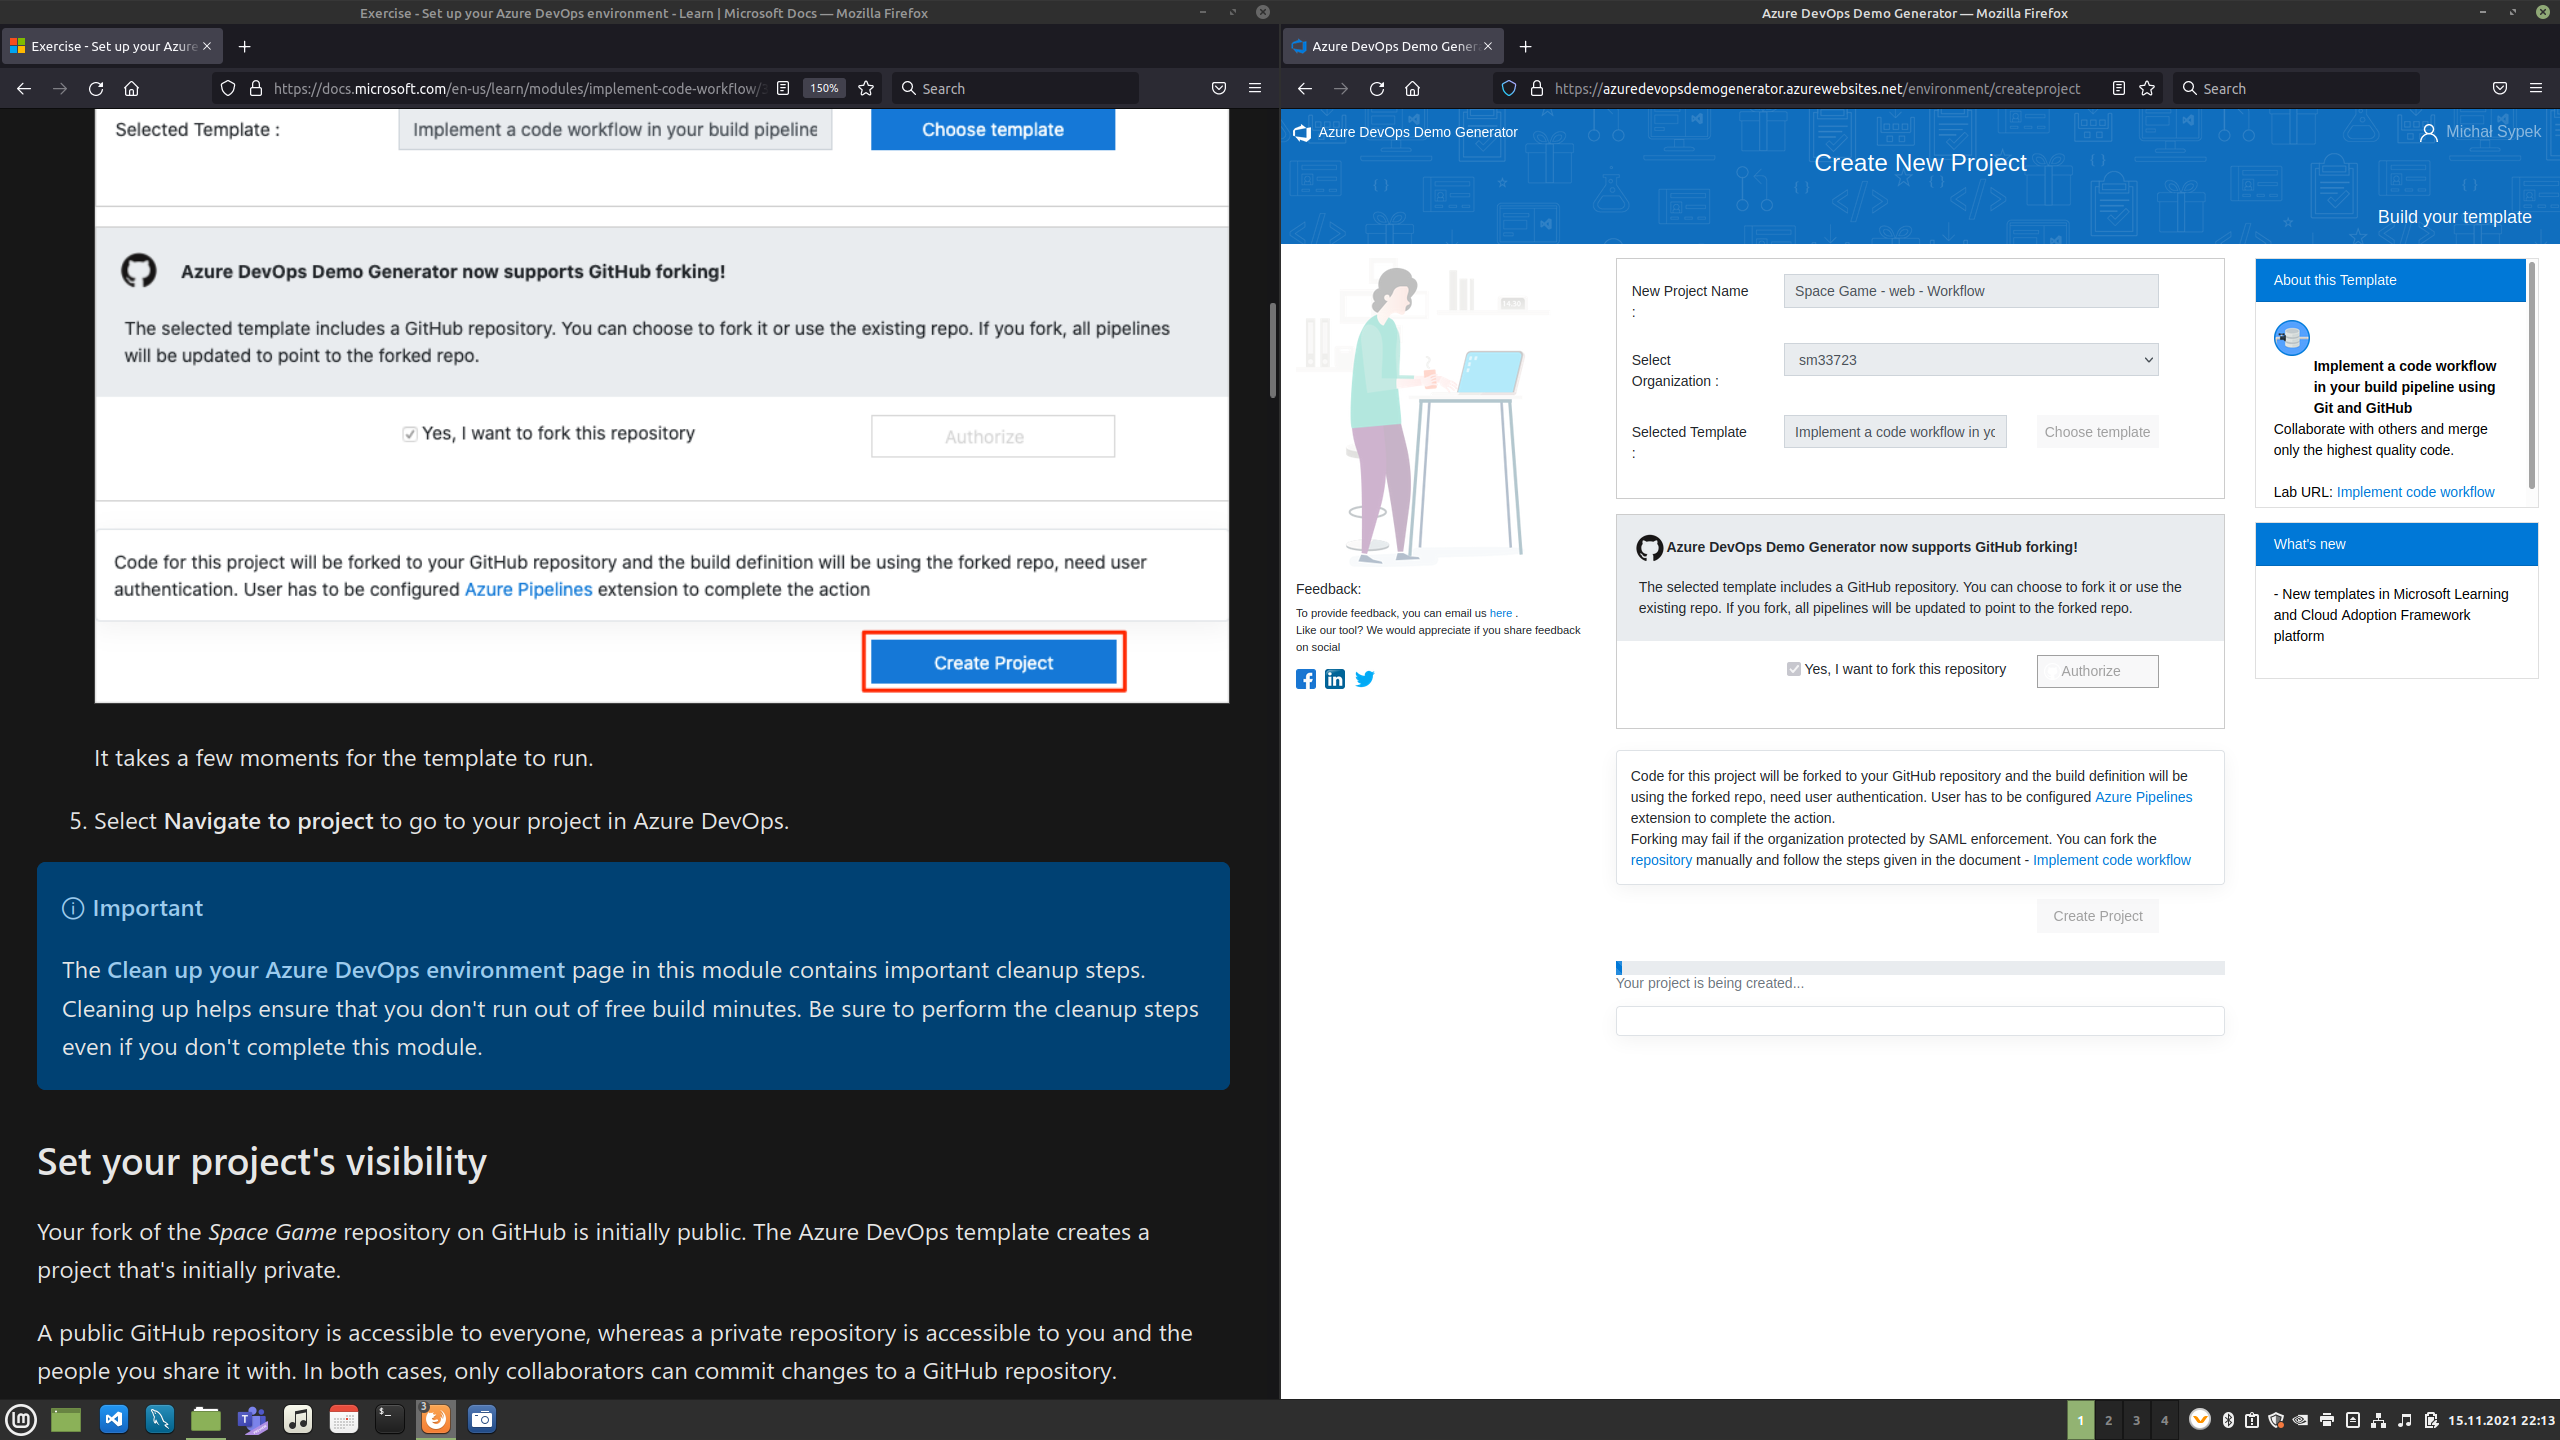 Exercise - Set up your Azure DevOps environment - Learn | Microsoft Docs — Mozilla Firefox
Exercise - Set up your Azure
https://docs.microsoft.com/en-us/learn/modules/implement-code-workflow/3
150%
Search
Selected Template :
Implement a code workflow in your build pipeline
Choose template
Azure DevOps Demo Generator now supports GitHub forking!
The selected template includes a GitHub repository. You can choose to fork it or use the existing repo. If you fork, all pipelines
will be updated to point to the forked repo.
Yes, I want to fork this repository
Authorize
Code for this project will be forked to your GitHub repository and the build definition will be using the forked repo, need user
authentication. User has to be configured Azure Pipelines extension to complete the action
Create Project
It takes a few moments for the template to run.
5. Select Navigate to project to go to your project in Azure DevOps.
Important
The Clean up your Azure DevOps environment page in this module contains important cleanup steps.
Cleaning up helps ensure that you don't run out of free build minutes. Be sure to perform the cleanup steps
even if you don't complete this module.
Set your project's visibility
Your fork of the Space Game repository on GitHub is initially public. The Azure DevOps template creates a
project that's initially private.
A public GitHub repository is accessible to everyone, whereas a private repository is accessible to you and the
people you share it with. In both cases, only collaborators can commit changes to a GitHub repository.
Azure DevOps Demo Generator — Mozilla Firefox
Azure DevOps Demo Gener
https://azuredevopsdemogenerator.azurewebsites.net/environment/createproject
Search
Azure DevOps Demo Generator
Michał Sypek
Create New Project
Build your template
New Project Name
:
Space Game - web - Workflow
Select
Organization :
sm33723
Selected Template
:
Implement a code workflow in yo
Choose template
Azure DevOps Demo Generator now supports GitHub forking!
The selected template includes a GitHub repository. You can choose to fork it or use the
existing repo. If you fork, all pipelines will be updated to point to the forked repo.
Yes, I want to fork this repository
Authorize
Code for this project will be forked to your GitHub repository and the build definition will be
using the forked repo, need user authentication. User has to be configured Azure Pipelines
extension to complete the action.
Forking may fail if the organization protected by SAML enforcement. You can fork the
repository manually and follow the steps given in the document - Implement code workflow
Create Project
Your project is being created...
Feedback:
To provide feedback, you can email us here .
Like our tool? We would appreciate if you share feedback
on social
About this Template
Implement a code workflow
in your build pipeline using
Git and GitHub
Collaborate with others and merge
only the highest quality code.
Lab URL: Implement code workflow
What's new
- New templates in Microsoft Learning
and Cloud Adoption Framework
platform
3
1
2
3
4
15.11.2021 22:13